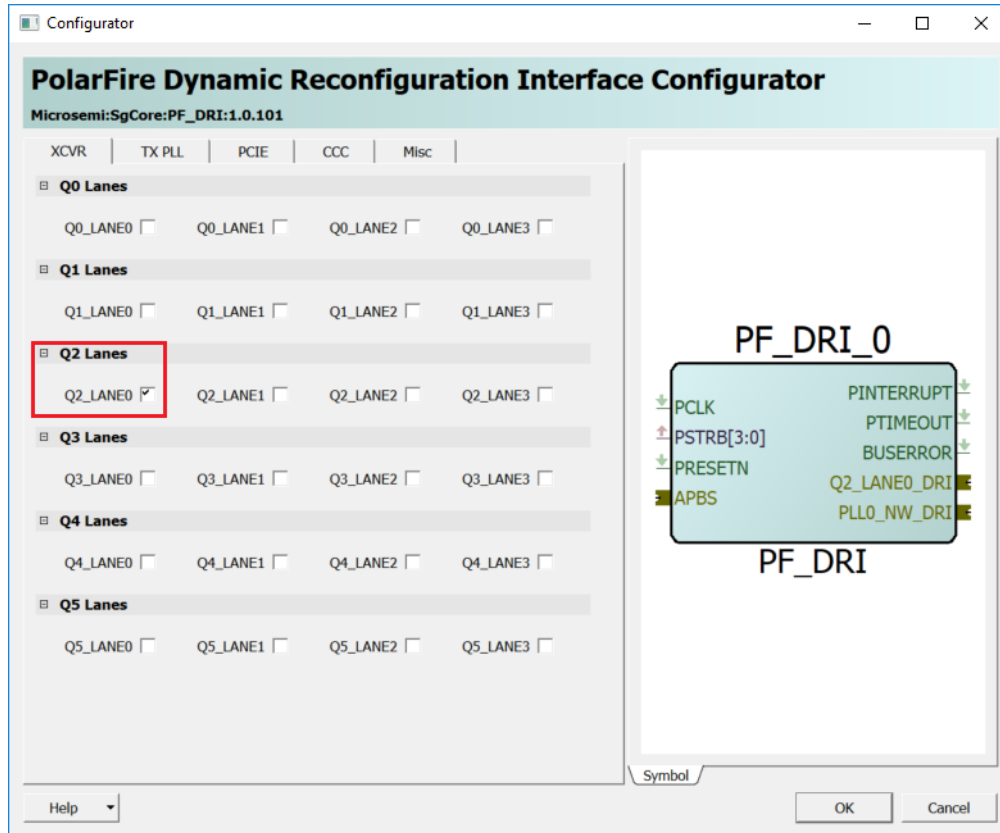 Configurator
PolarFire Dynamic Reconfiguration Interface Configurator
Microsemi:SgCore:PF_DRI:1.0.101
XCVR TX PLL PCIE CCC Misc
Q0 Lanes
Q0_LANE0 Q0_LANE1 Q0_LANE2 Q0_LANE3
Q1 Lanes
Q1_LANE0 Q1_LANE1 Q1_LANE2 Q1_LANE3
Q2 Lanes
Q2_LANE0 Q2_LANE1 Q2_LANE2 Q2_LANE3
Q3 Lanes
Q3_LANE0 Q3_LANE1 Q3_LANE2 Q3_LANE3
Q4 Lanes
Q4_LANE0 Q4_LANE1 Q4_LANE2 Q4_LANE3
Q5 Lanes
Q5_LANE0 Q5_LANE1 Q5_LANE2 Q5_LANE3
PF_DRI_0
PCLK
PSTRB[3:0]
PRESETN
APBS
PINTERRUPT
PTIMEOUT
BUSERROR
Q2_LANE0_DRI
PLL0_NW_DRI
PF_DRI
Symbol
Help OK Cancel